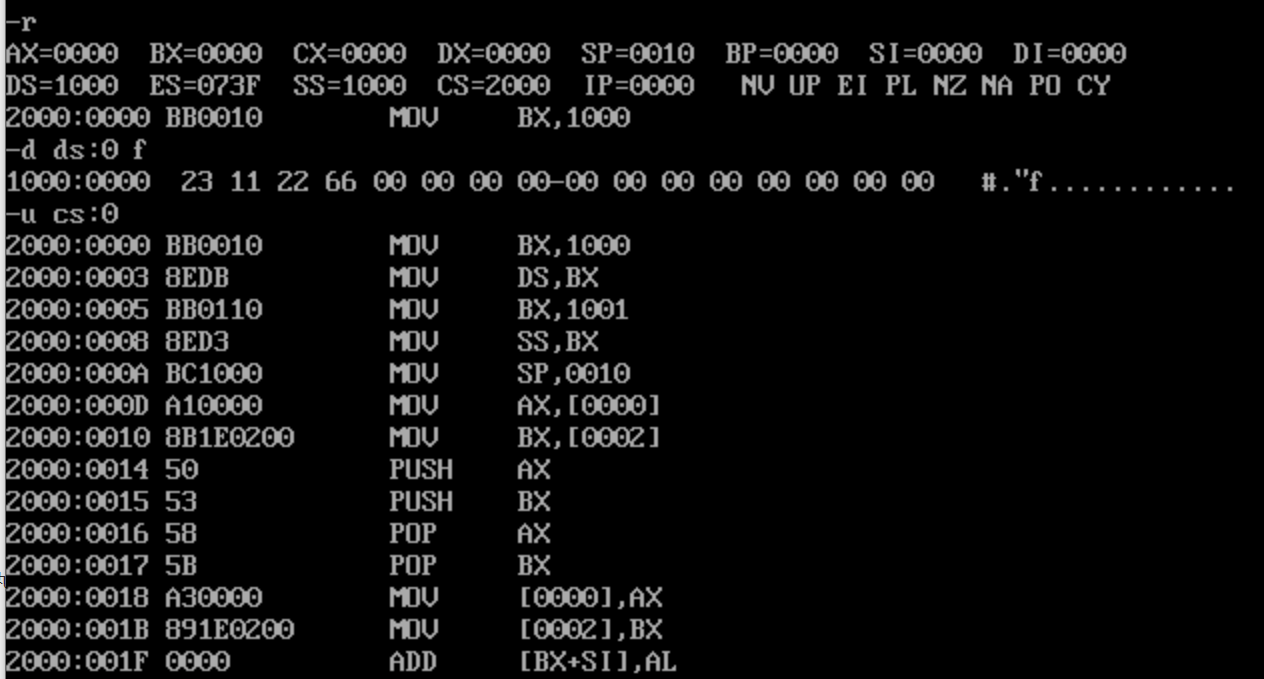 -r
AX=0000  BX=0000  CX=0000  DX=0000  SP=0010  BP=0000  SI=0000  DI=0000
DS=1000  ES=073F  SS=1000  CS=2000  IP=0000   NV UP EI PL NZ NA PO CY
2000:0000 BB0010        MOV     BX,1000
-d ds:0 f
1000:0000  23 11 22 66 00 00 00 00-00 00 00 00 00 00 00 00   #."f............
-u cs:0
2000:0000 BB0010        MOV     BX,1000
2000:0003 8EDB          MOV     DS,BX
2000:0005 BB0110        MOV     BX,1001
2000:0008 8ED3          MOV     SS,BX
2000:000A BC1000        MOV     SP,0010
2000:000D A10000        MOV     AX,[0000]
2000:0010 8B1E0200      MOV     BX,[0002]
2000:0014 50            PUSH    AX
2000:0015 53            PUSH    BX
2000:0016 58            POP     AX
2000:0017 5B            POP     BX
2000:0018 A30000        MOV     [0000],AX
2000:001B 891E0200      MOV     [0002],BX
2000:001F 0000          ADD     [BX+SI],AL